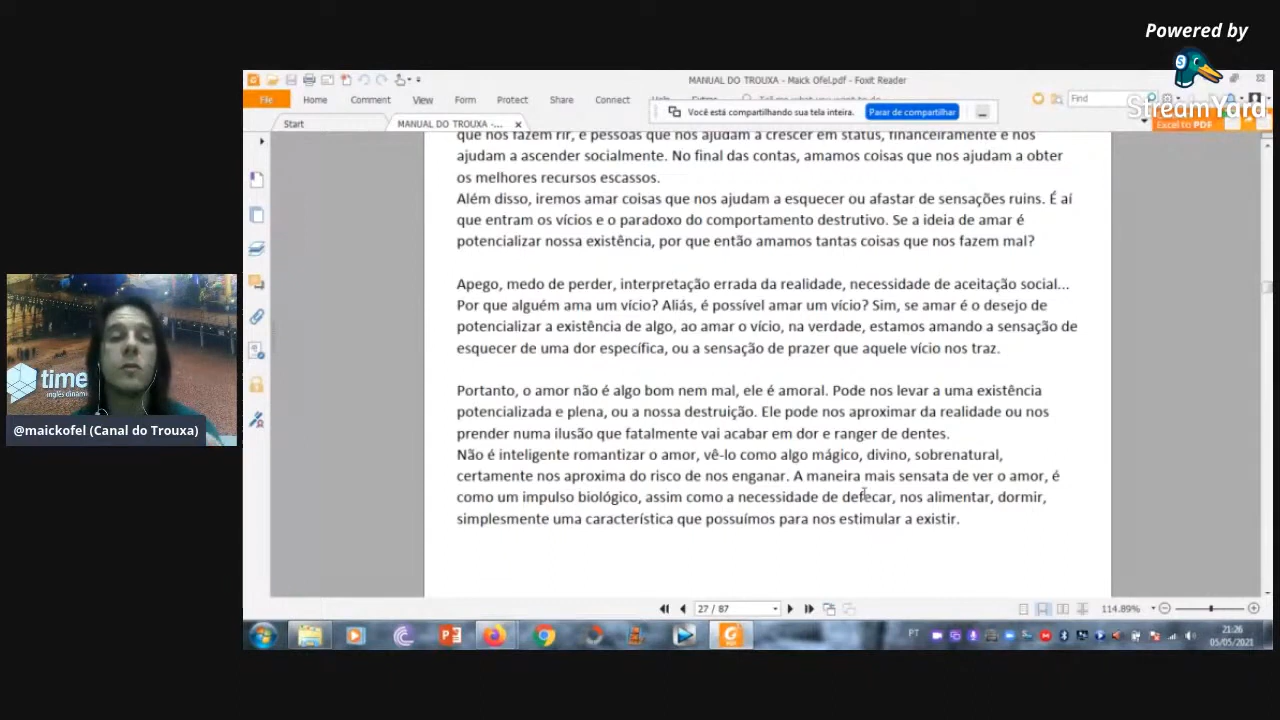 Powered by
StreamYard
MANUAL DO TROUXA - Maick Ofel.pdf - Foxit Reader
File Home Comment View Form Protect Share Connect Help Extras
Você está compartilhando sua tela inteira. Parar de compartilhar
Find
Start MANUAL DO TROUXA -...
Excel to PDF
que nos fazem rir, e pessoas que nos ajudam a crescer em status, financeiramente e nos
ajudam a ascender socialmente. No final das contas, amamos coisas que nos ajudam a obter
os melhores recursos escassos.
Além disso, iremos amar coisas que nos ajudam a esquecer ou afastar de sensações ruins. É aí
que entram os vícios e o paradoxo do comportamento destrutivo. Se a ideia de amar é
potencializar nossa existência, por que então amamos tantas coisas que nos fazem mal?
Apego, medo de perder, interpretação errada da realidade, necessidade de aceitação social...
Por que alguém ama um vício? Aliás, é possível amar um vício? Sim, se amar é o desejo de
potencializar a existência de algo, ao amar o vício, na verdade, estamos amando a sensação de
esquecer de uma dor específica, ou a sensação de prazer que aquele vício nos traz.
Portanto, o amor não é algo bom nem mal, ele é amoral. Pode nos levar a uma existência
potencializada e plena, ou a nossa destruição. Ele pode nos aproximar da realidade ou nos
prender numa ilusão que fatalmente vai acabar em dor e ranger de dentes.
Não é inteligente romantizar o amor, vê-lo como algo mágico, divino, sobrenatural,
certamente nos aproxima do risco de nos enganar. A maneira mais sensata de ver o amor, é
como um impulso biológico, assim como a necessidade de defecar, nos alimentar, dormir,
simplesmente uma característica que possuímos para nos estimular a existir.
time
inglês dinâmi
@maickofel (Canal do Trouxa)
27 / 87
114.89%
PT
21:26
05/05/2021